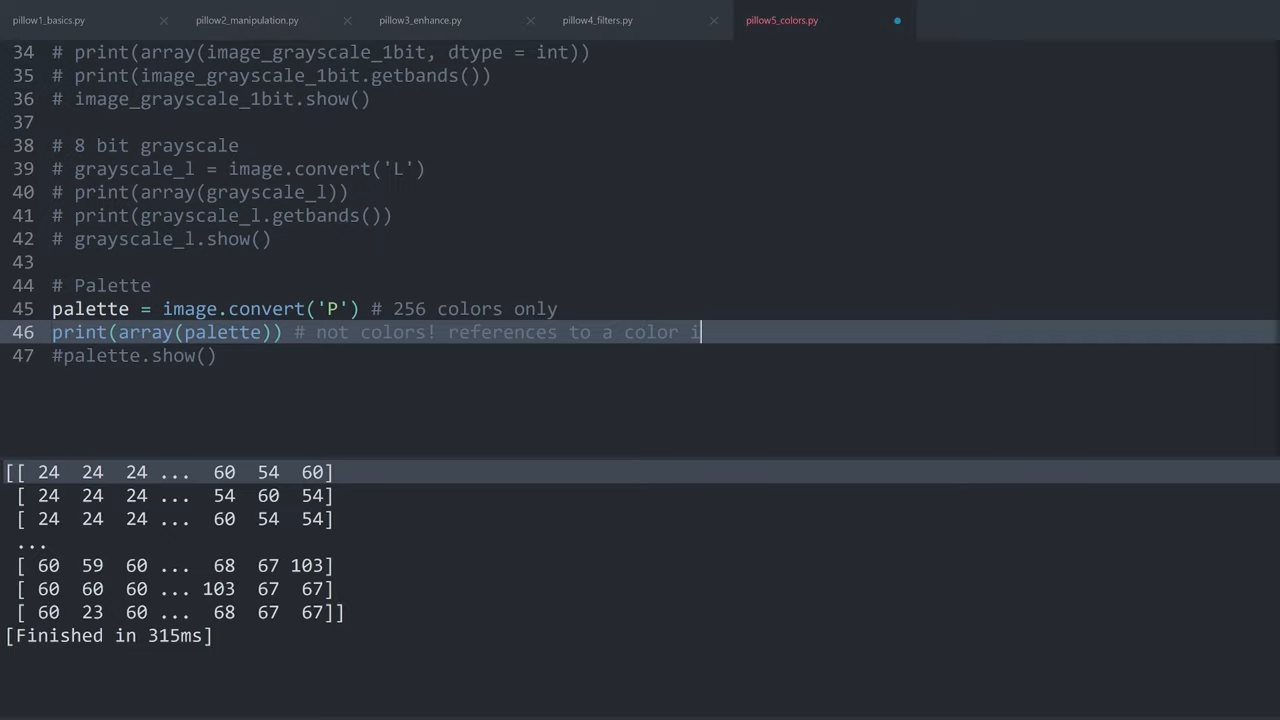 pillow1_basics.py pillow2_manipulation.py pillow3_enhance.py pillow4_filters.py pillow5_colors.py
34 # print(array(image_grayscale_1bit, dtype = int))
35 # print(image_grayscale_1bit.getbands())
36 # image_grayscale_1bit.show()
37
38 # 8 bit grayscale
39 # grayscale_l = image.convert('L')
40 # print(array(grayscale_l))
41 # print(grayscale_l.getbands())
42 # grayscale_l.show()
43
44 # Palette
45 palette = image.convert('P') # 256 colors only
46 print(array(palette)) # not colors! references to a color i
47 #palette.show()
[[ 24 24 24 ... 60 54 60]
[ 24 24 24 ... 54 60 54]
[ 24 24 24 ... 60 54 54]
...
[ 60 59 60 ... 68 67 103]
[ 60 60 60 ... 103 67 67]
[ 60 23 60 ... 68 67 67]]
[Finished in 315ms]